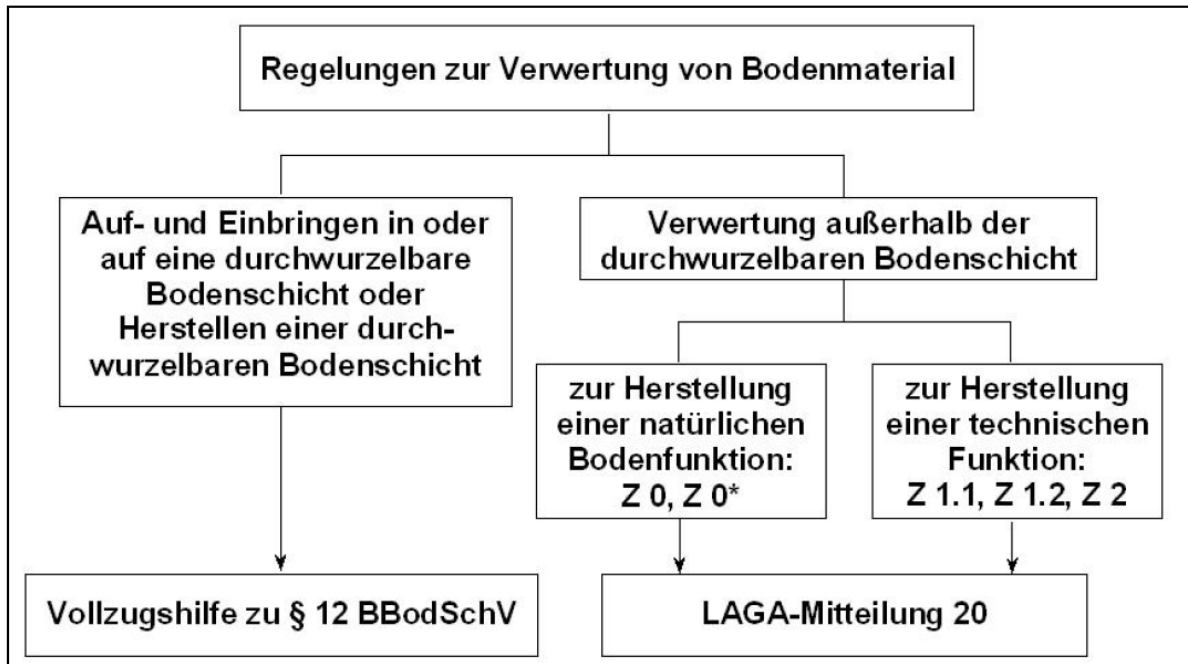 Regelungen zur Verwertung von Bodenmaterial
Auf- und Einbringen in oder
auf eine durchwurzelbare
Bodenschicht oder
Herstellen einer durch-
wurzelbaren Bodenschicht
Verwertung außerhalb der
durchwurzelbaren Bodenschicht
zur Herstellung
einer natürlichen
Bodenfunktion:
Z 0, Z 0*
zur Herstellung
einer technischen
Funktion:
Z 1.1, Z 1.2, Z 2
Vollzugshilfe zu § 12 BBodSchV
LAGA-Mitteilung 20